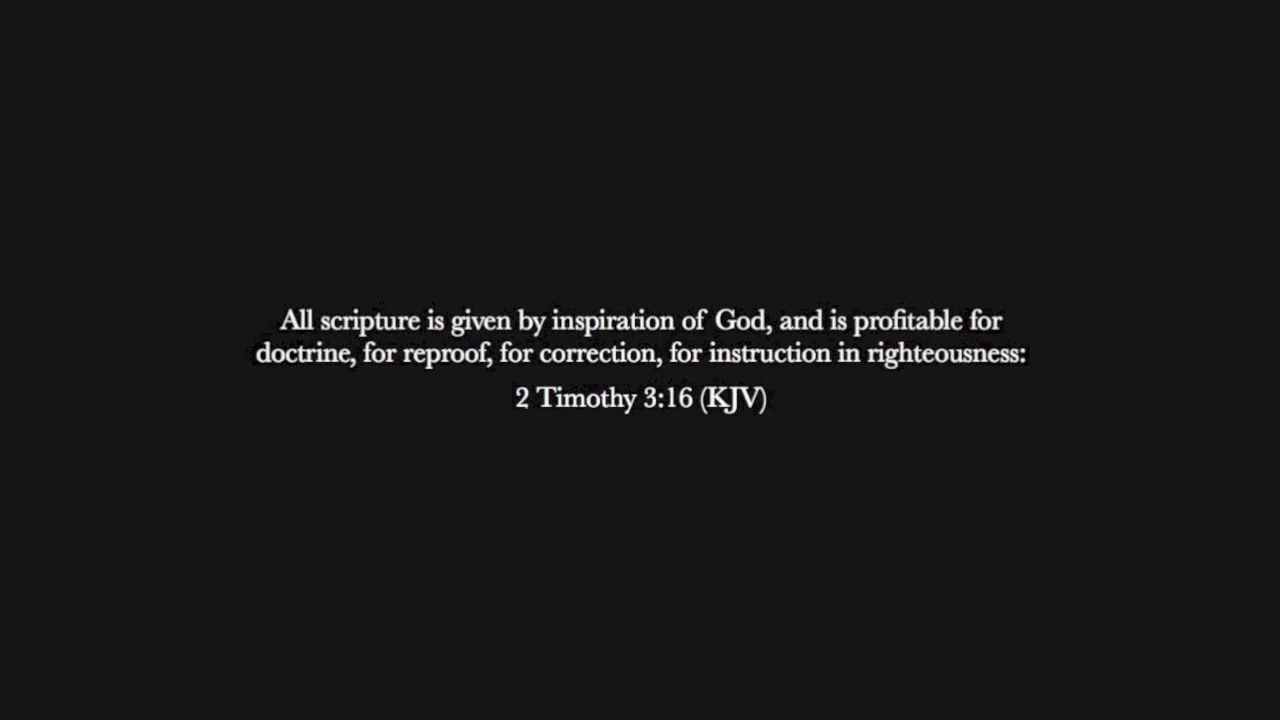 All scripture is given by inspiration of God, and is profitable for
doctrine, for reproof, for correction, for instruction in righteousness:
2 Timothy 3:16 (KJV)